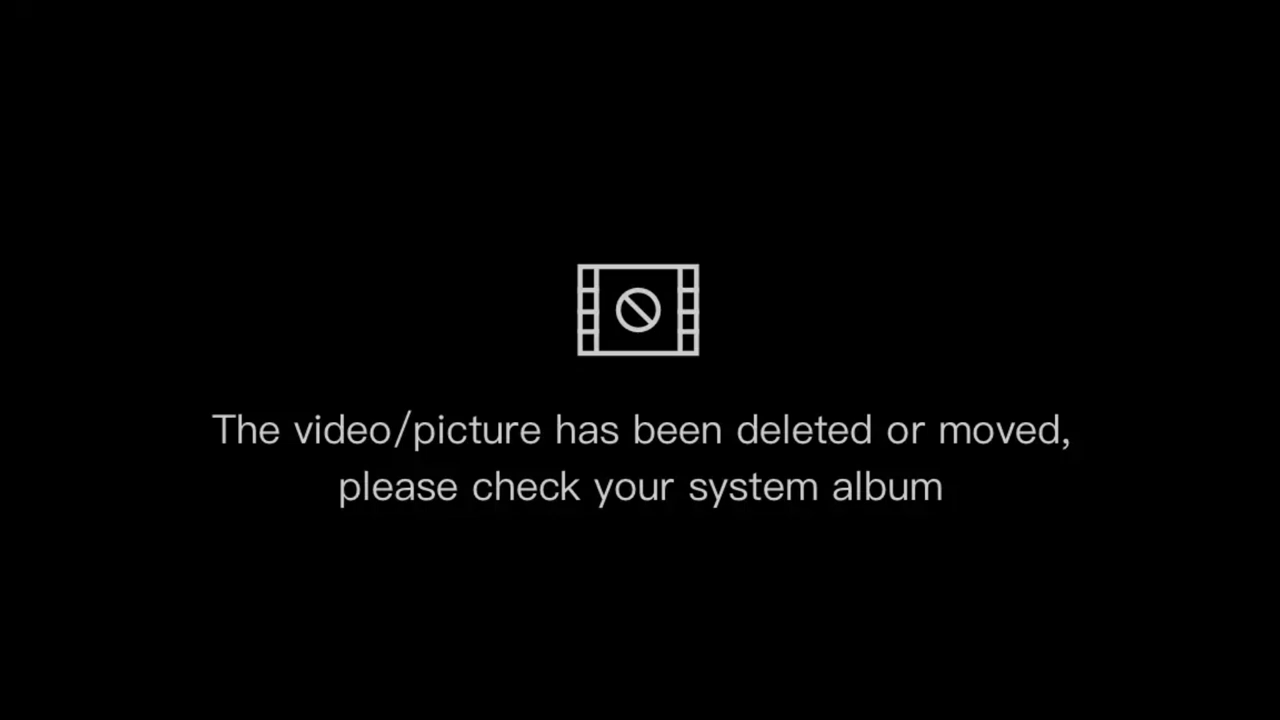 The video/picture has been deleted or moved,
please check your system album